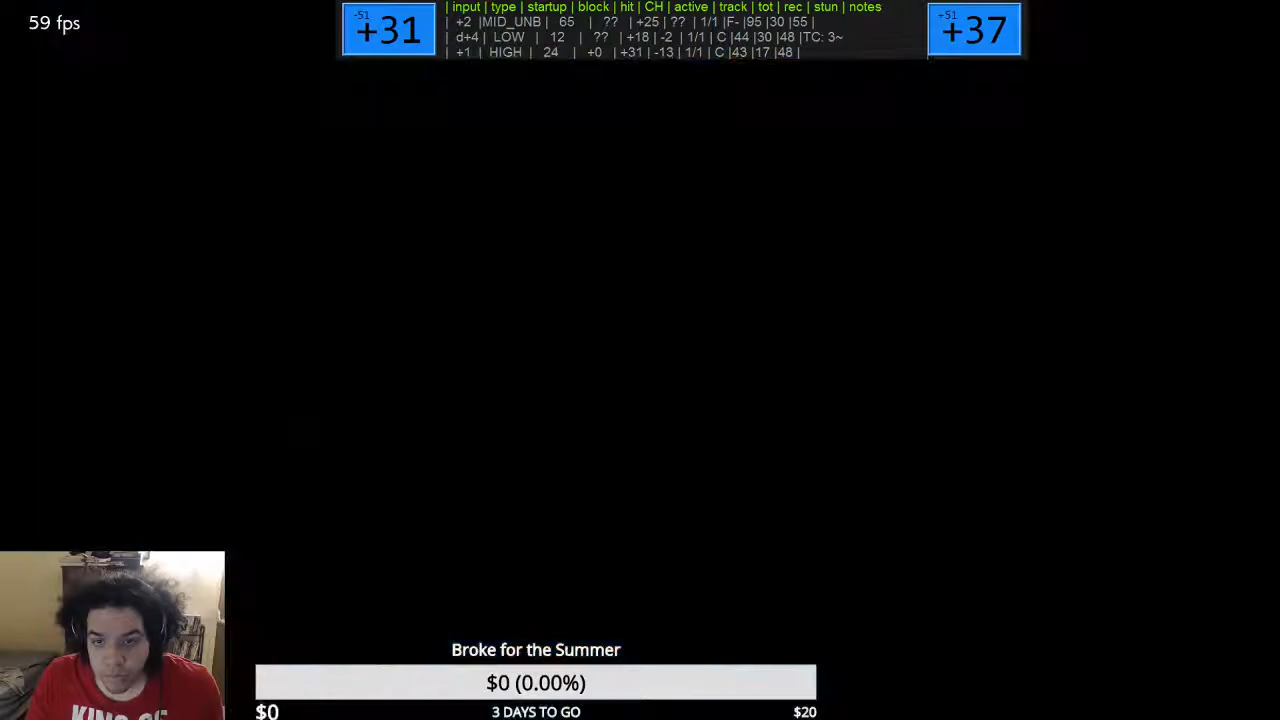 59 fps
-51
+31
| input | type | startup | block | hit | CH | active | track | tot | rec | stun | notes
| +2 |MID_UNB | 65 | ?? | +25 | ?? | 1/1 |F- |95 |30 |55 |
| d+4 | LOW | 12 | ?? | +18 | -2 | 1/1 | C |44 |30 |48 |TC: 3~
| +1 | HIGH | 24 | +0 | +31 | -13 | 1/1 | C |43 |17 |48 |
+51
+37
KING OF
Broke for the Summer
$0 (0.00%)
$0 3 DAYS TO GO $20